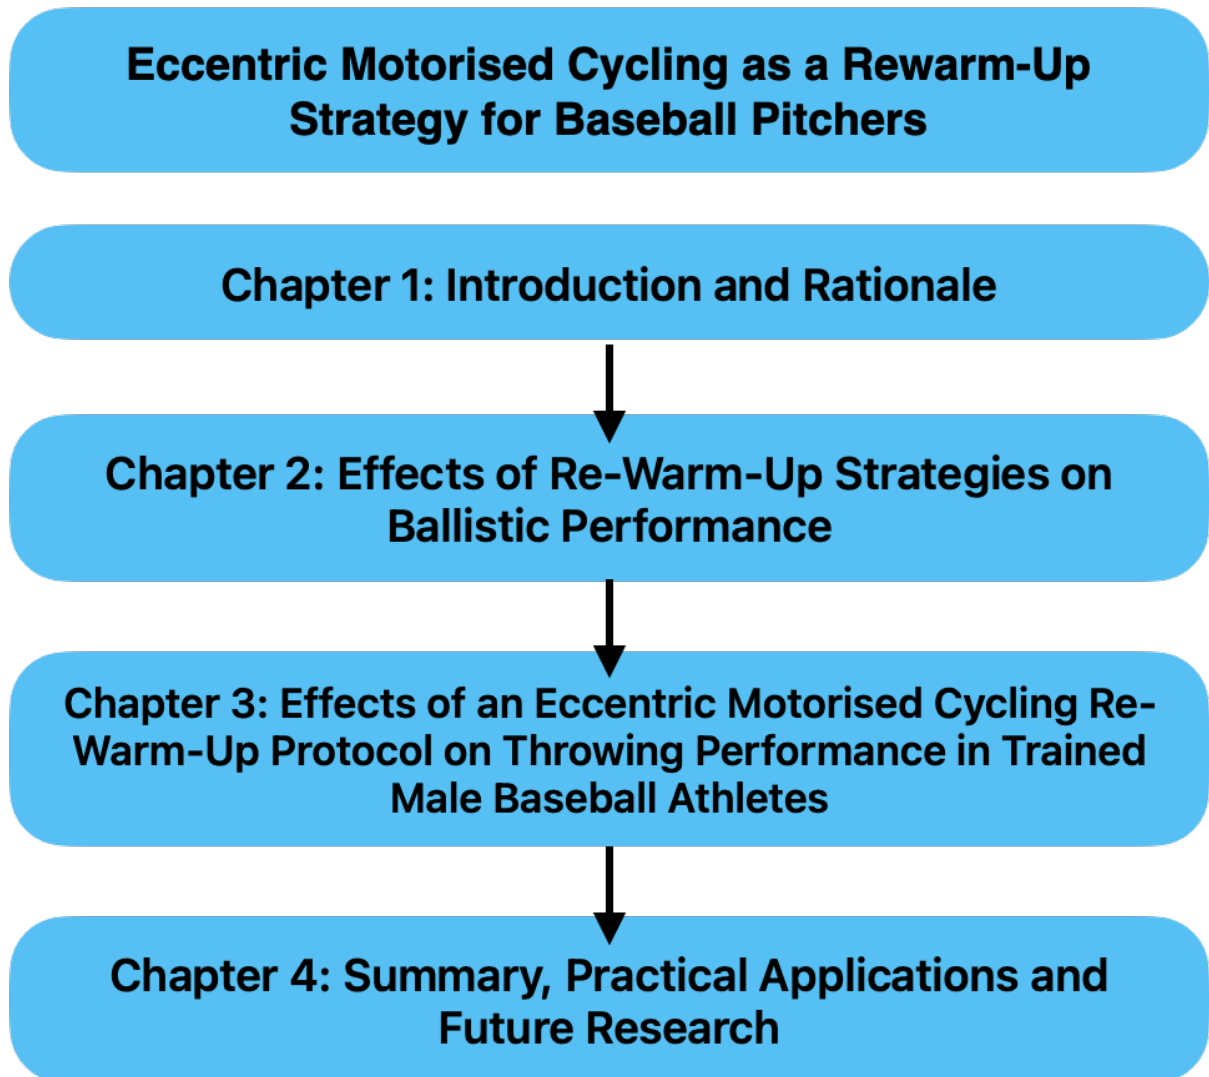 Eccentric Motorised Cycling as a Rewarm-Up
Strategy for Baseball Pitchers
Chapter 1: Introduction and Rationale
Chapter 2: Effects of Re-Warm-Up Strategies on
Ballistic Performance
Chapter 3: Effects of an Eccentric Motorised Cycling Re-
Warm-Up Protocol on Throwing Performance in Trained
Male Baseball Athletes
Chapter 4: Summary, Practical Applications and
Future Research